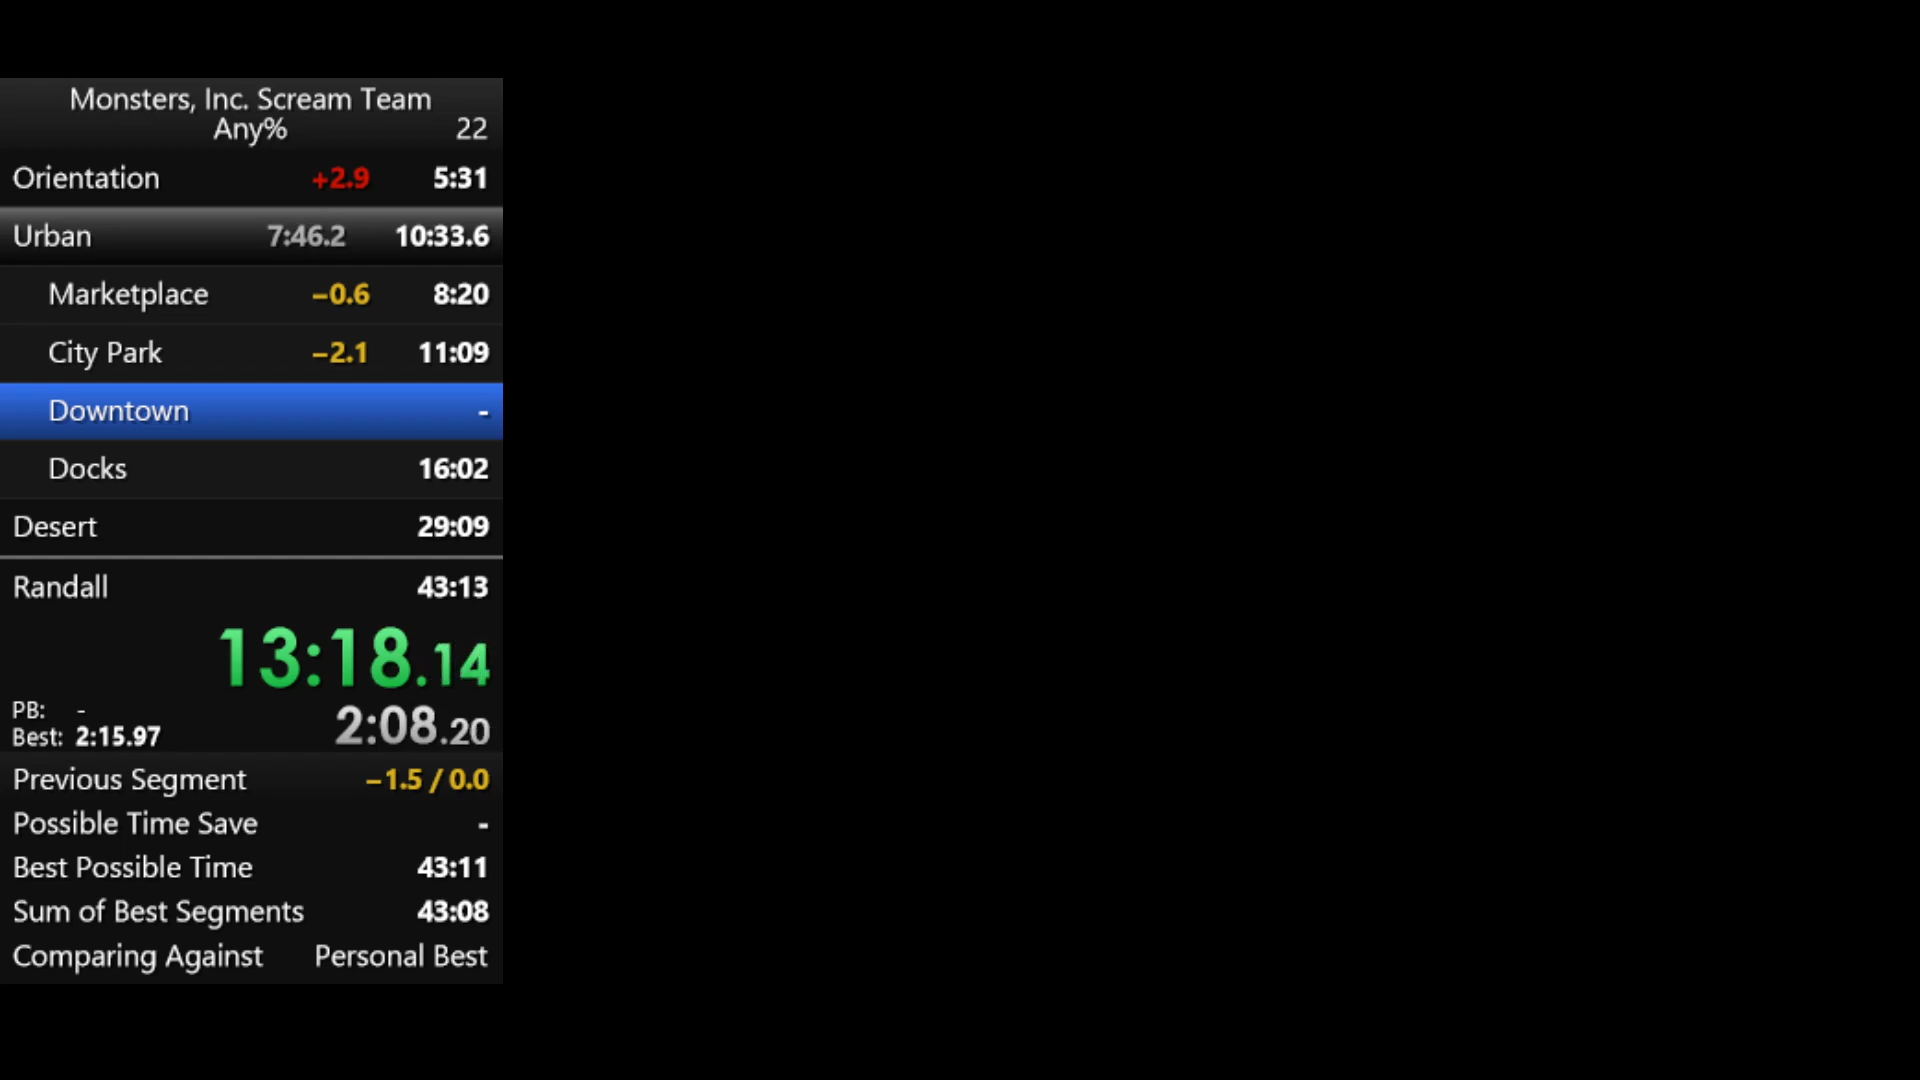 Monsters, Inc. Scream Team
Any% 22
Orientation +2.9 5:31
Urban 7:46.2 10:33.6
Marketplace −0.6 8:20
City Park −2.1 11:09
Downtown -
Docks 16:02
Desert 29:09
Randall 43:13
13:18.14
PB: -
Best: 2:15.97 2:08.20
Previous Segment −1.5 / 0.0
Possible Time Save -
Best Possible Time 43:11
Sum of Best Segments 43:08
Comparing Against Personal Best